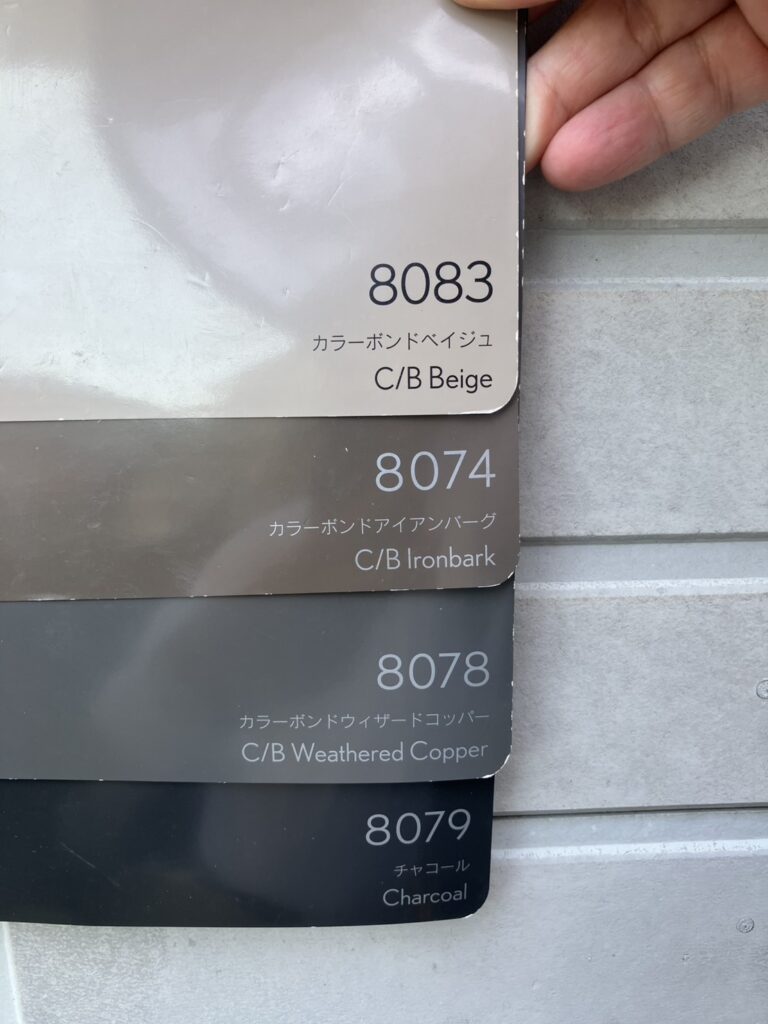 8083
カラーボンドベイジュ
C/B Beige
8074
カラーボンドアイアンバーグ
C/B Ironbark
8078
カラーボンドウィザードコッパー
C/B Weathered Copper
8079
チャコール
Charcoal